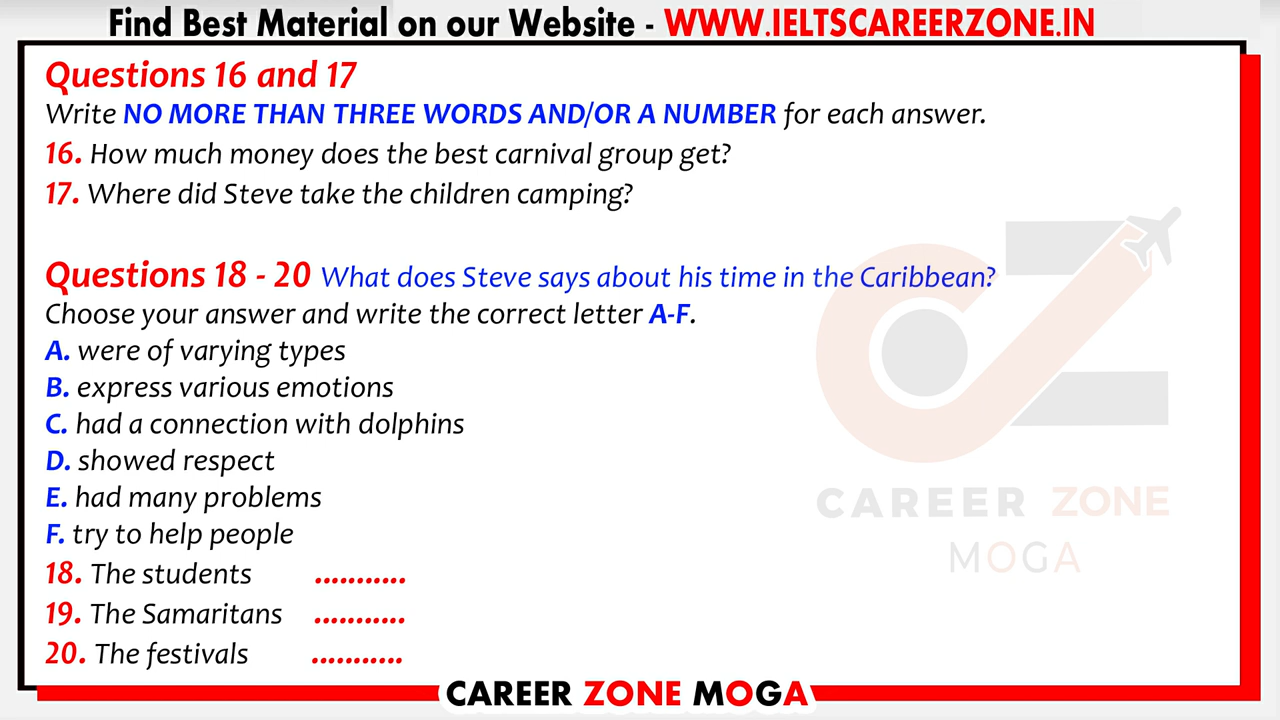 Find Best Material on our Website - WWW.IELTSCAREERZONE.IN
Questions 16 and 17
Write NO MORE THAN THREE WORDS AND/OR A NUMBER for each answer.
16. How much money does the best carnival group get?
17. Where did Steve take the children camping?
Questions 18 - 20 What does Steve says about his time in the Caribbean?
Choose your answer and write the correct letter A-F.
A. were of varying types
B. express various emotions
C. had a connection with dolphins
D. showed respect
E. had many problems
F. try to help people
18. The students ...........
19. The Samaritans ...........
20. The festivals ...........
CZ
CAREER ZONE
MOGA
CAREER ZONE MOGA